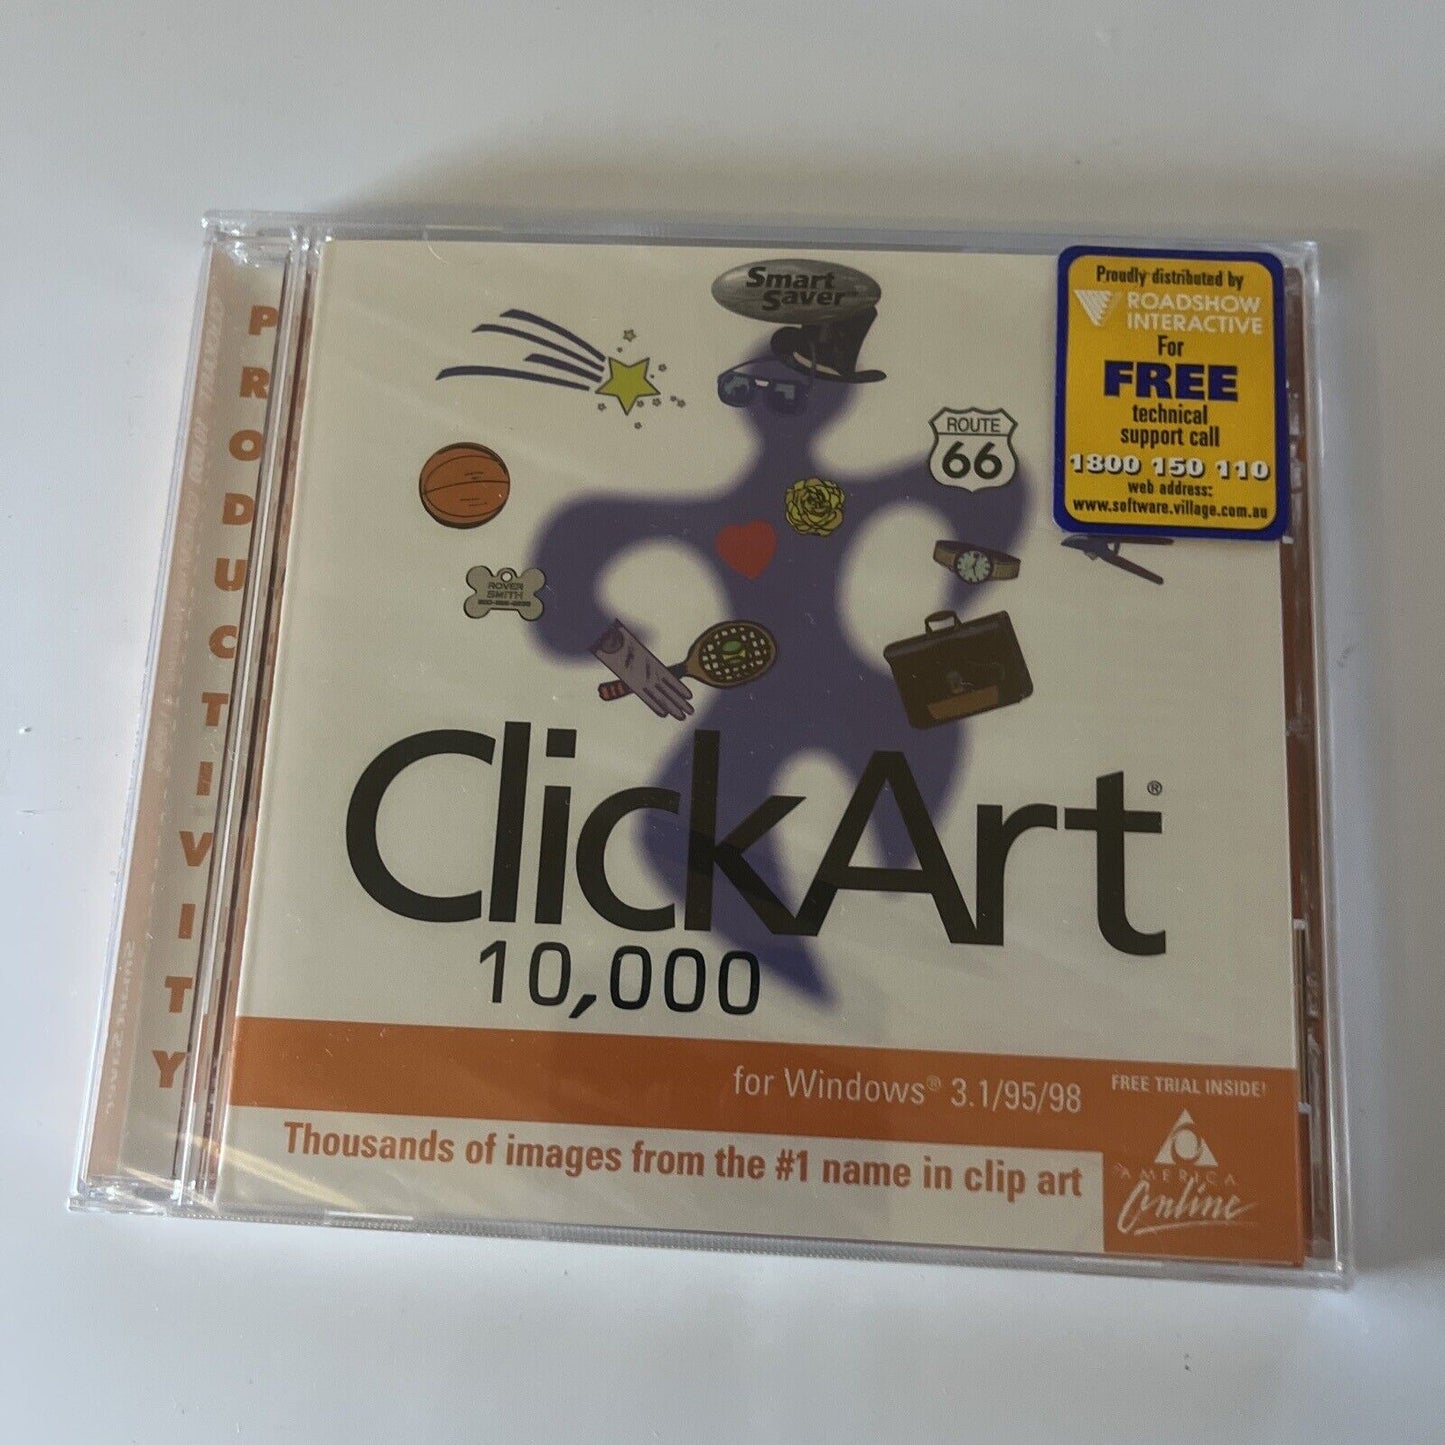 PRODUCTIVITY
Smart
Saver
Proudly distributed by
ROADSHOW
INTERACTIVE
For
FREE
technical
support call
1800 150 110
web address:
www.software.village.com.au
ROUTE
66
ROVER
SMITH
ClickArt®
10,000
for Windows® 3.1/95/98
FREE TRIAL INSIDE!
Thousands of images from the #1 name in clip art
AMERICA
Online